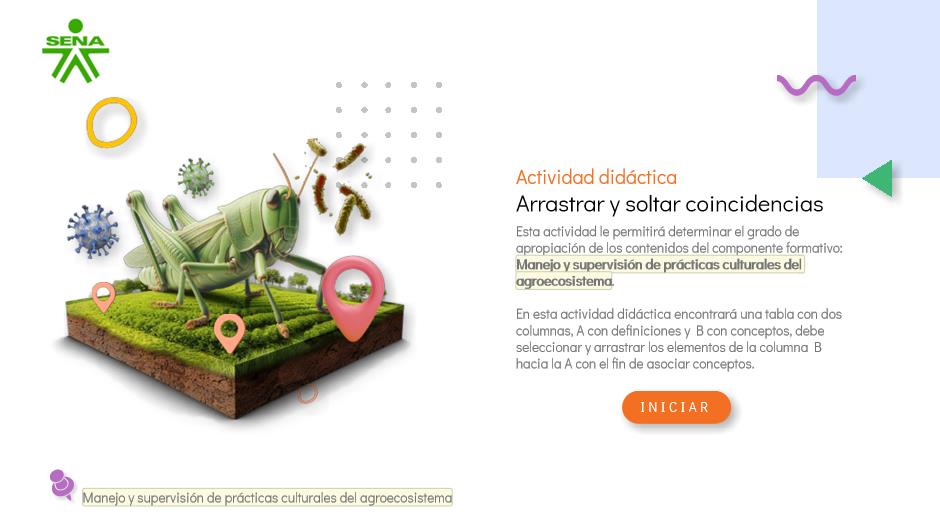 SENA
Actividad didáctica
Arrastrar y soltar coincidencias
Esta actividad le permitirá determinar el grado de
apropiación de los contenidos del componente formativo:
Manejo y supervisión de prácticas culturales del
agroecosistema.
En esta actividad didáctica encontrará una tabla con dos
columnas, A con definiciones y B con conceptos, debe
seleccionar y arrastrar los elementos de la columna B
hacia la A con el fin de asociar conceptos.
INICIAR
Manejo y supervisión de prácticas culturales del agroecosistema